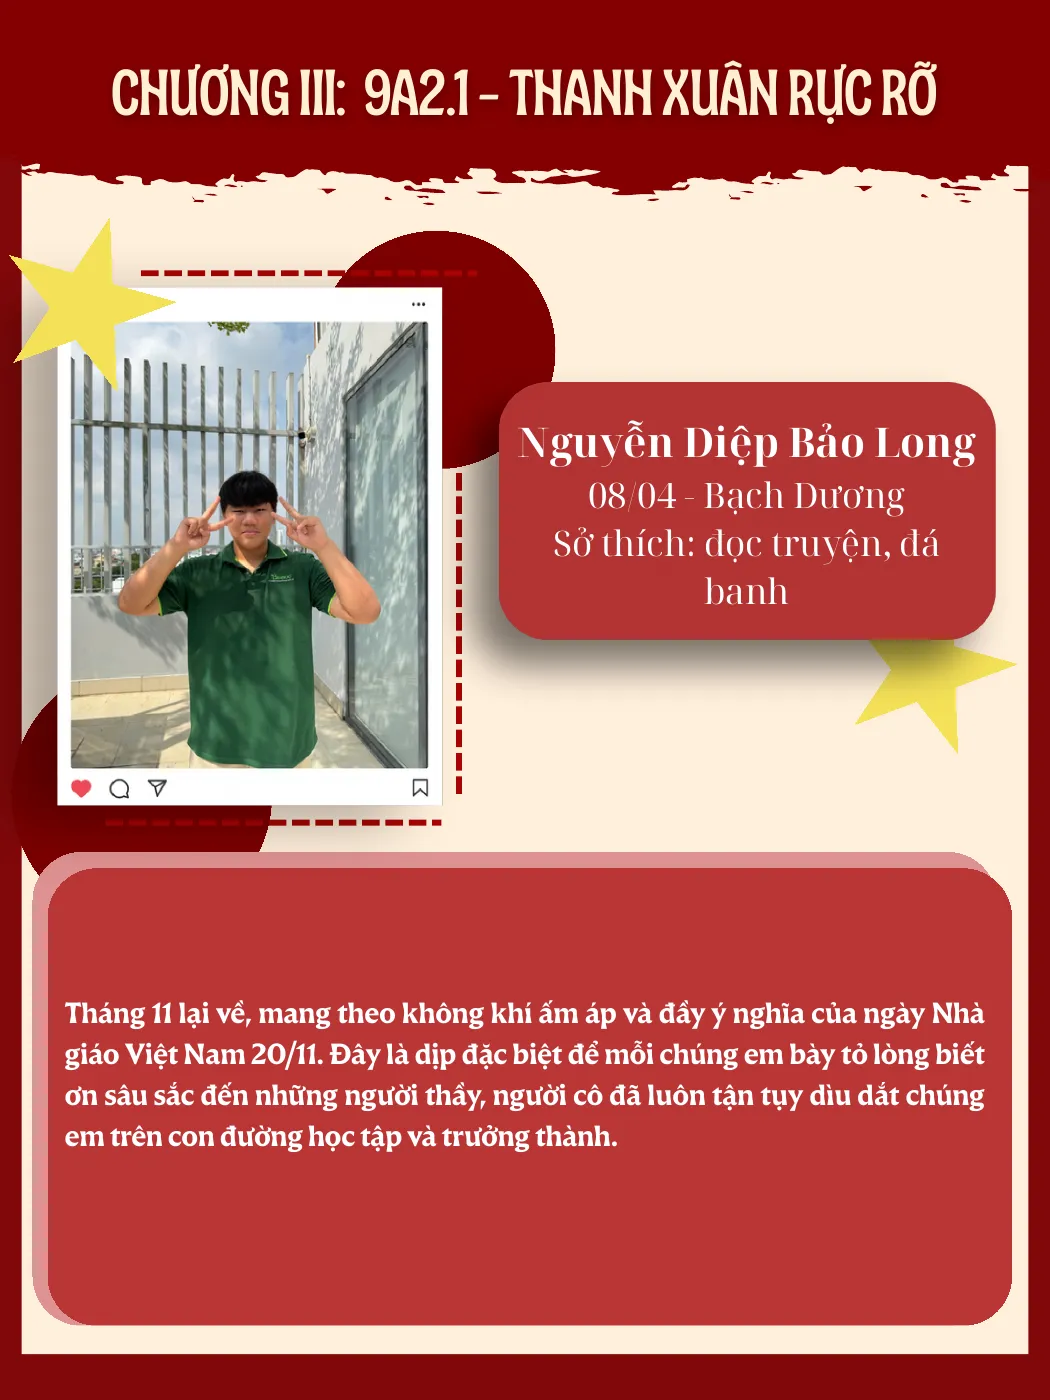 CHƯƠNG III: 9A2.1 - THANH XUÂN RỰC RỠ
Nguyễn Diệp Bảo Long
08/04 - Bạch Dương
Sở thích: đọc truyện, đá
banh
Tháng 11 lại về, mang theo không khí ấm áp và đầy ý nghĩa của ngày Nhà
giáo Việt Nam 20/11. Đây là dịp đặc biệt để mỗi chúng em bày tỏ lòng biết
ơn sâu sắc đến những người thầy, người cô đã luôn tận tụy dìu dắt chúng
em trên con đường học tập và trưởng thành.